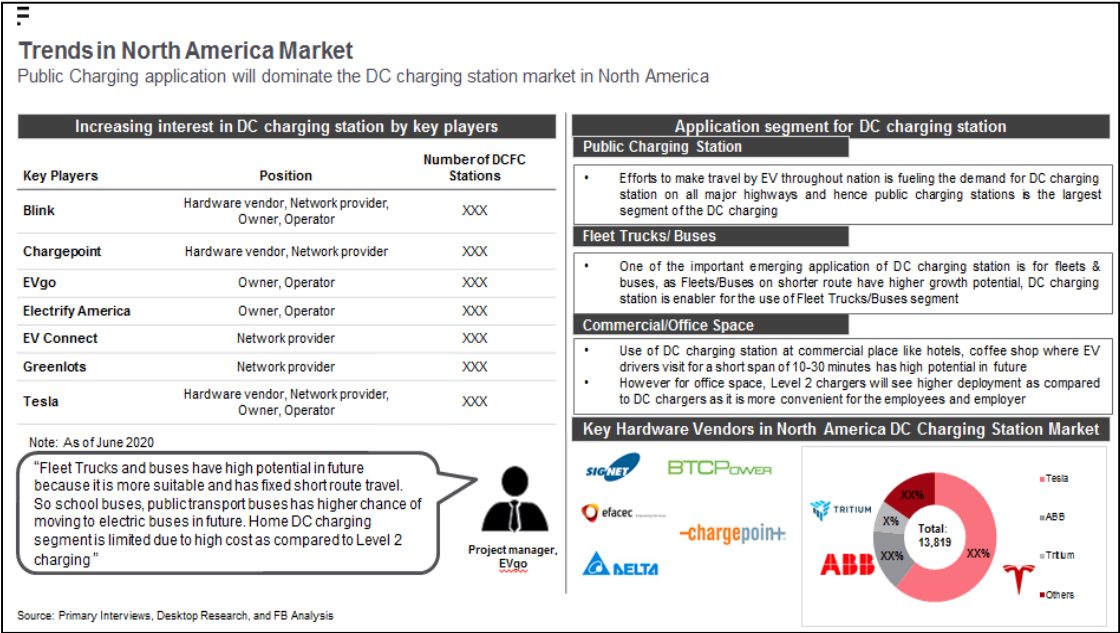 Trends in North America Market
Public Charging application will dominate the DC charging station market in North America
Increasing interest in DC charging station by key players
Key Players Position Number of DCFC Stations
Blink Hardware vendor, Network provider, Owner, Operator XXX
Chargepoint Hardware vendor, Network provider XXX
EVgo Owner, Operator XXX
Electrify America Owner, Operator XXX
EV Connect Network provider XXX
Greenlots Network provider XXX
Tesla Hardware vendor, Network provider, Owner, Operator XXX
Note: As of June 2020
“Fleet Trucks and buses have high potential in future
because it is more suitable and has fixed short route travel.
So school buses, public transport buses has higher chance of
moving to electric buses in future. Home DC charging
segment is limited due to high cost as compared to Level 2
charging”
Project manager,
EVgo
Application segment for DC charging station
Public Charging Station
• Efforts to make travel by EV throughout nation is fueling the demand for DC charging
station on all major highways and hence public charging stations is the largest
segment of the DC charging
Fleet Trucks/ Buses
• One of the important emerging application of DC charging station is for fleets &
buses, as Fleets/Buses on shorter route have higher growth potential, DC charging
station is enabler for the use of Fleet Trucks/Buses segment
Commercial/Office Space
• Use of DC charging station at commercial place like hotels, coffee shop where EV
drivers visit for a short span of 10-30 minutes has high potential in future
• However for office space, Level 2 chargers will see higher deployment as compared
to DC chargers as it is more convenient for the employees and employer
Key Hardware Vendors in North America DC Charging Station Market
SIGNET
BTCPOWER
efacec
-chargepoin+.
DELTA
TRITIUM
ABB
XX%
X%
XX%
XX%
Total:
13,819
Tesla
ABB
Tritium
Others
Source: Primary Interviews, Desktop Research, and FB Analysis